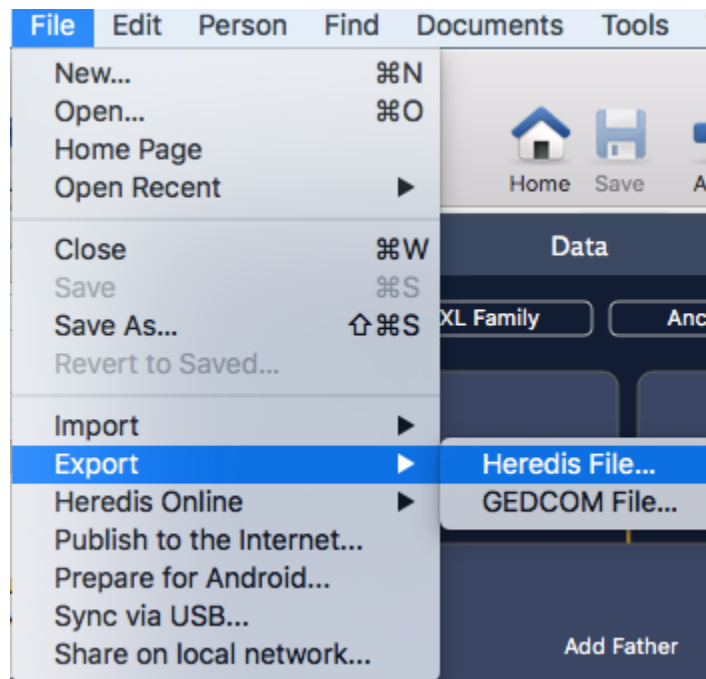 File Edit Person Find Documents Tools
New... ⌘N
Open... ⌘O
Home Page
Open Recent ▶
Close ⌘W
Save ⌘S
Save As... ⇧⌘S
Revert to Saved...
Import ▶
Export ▶
Heredis Online ▶
Publish to the Internet...
Prepare for Android...
Sync via USB...
Share on local network...
Heredis File...
GEDCOM File...
Home Save
Data
XL Family
Add Father